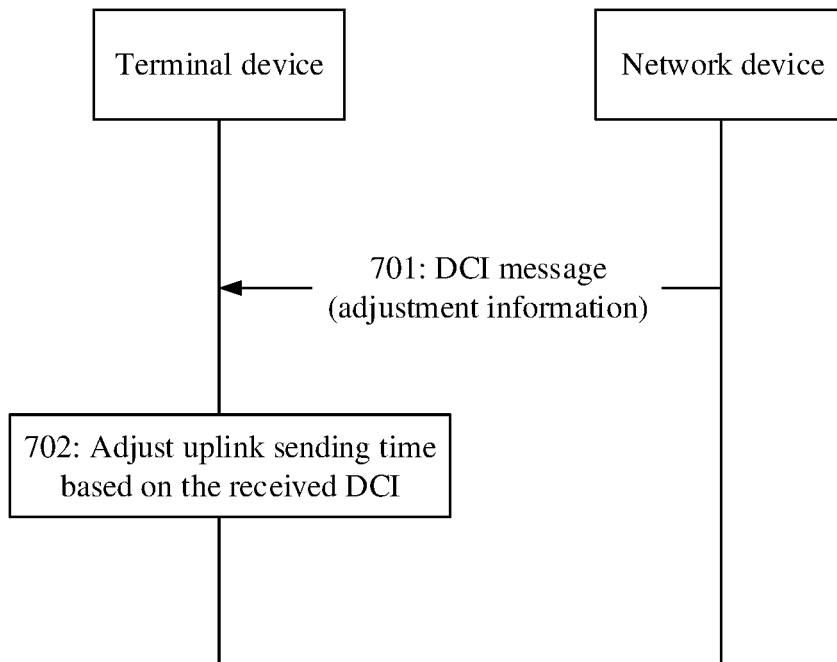 Terminal device
Network device
701: DCI message
(adjustment information)
702: Adjust uplink sending time
based on the received DCI